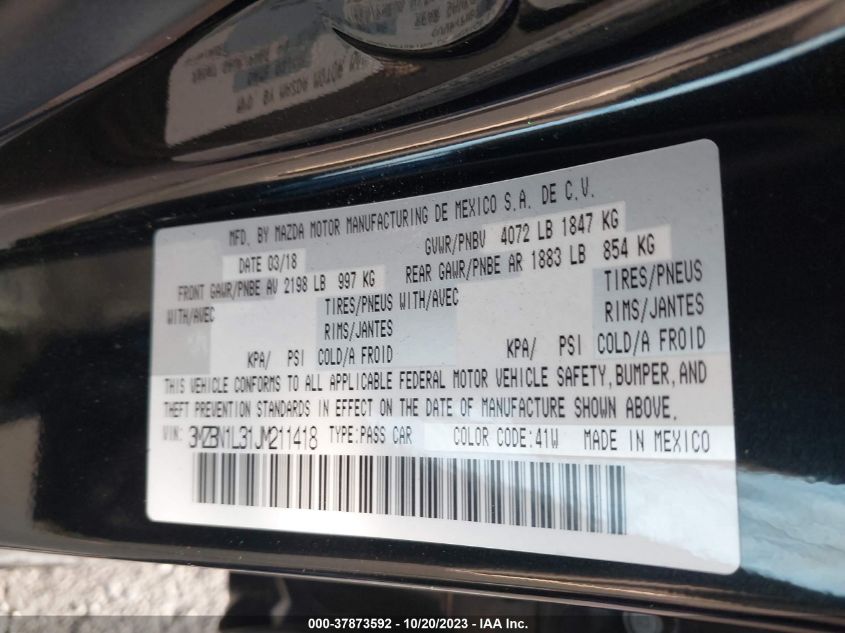 MFD. BY MAZDA MOTOR MANUFACTURING DE MEXICO S.A. DE C.V.
DATE 03/18 GVWR/PNBV 4072 LB 1847 KG
FRONT GAWR/PNBE AV 2198 LB 997 KG REAR GAWR/PNBE AR 1883 LB 854 KG
WITH/AVEC TIRES/PNEUS WITH/AVEC TIRES/PNEUS
RIMS/JANTES RIMS/JANTES
KPA/ PSI COLD/A FROID KPA/ PSI COLD/A FROID
THIS VEHICLE CONFORMS TO ALL APPLICABLE FEDERAL MOTOR VEHICLE SAFETY, BUMPER, AND
THEFT PREVENTION STANDARDS IN EFFECT ON THE DATE OF MANUFACTURE SHOWN ABOVE.
VIN: 3MZBN1L31JM211418 TYPE:PASS CAR COLOR CODE:41W MADE IN MEXICO
000-37873592 - 10/20/2023 - IAA Inc.